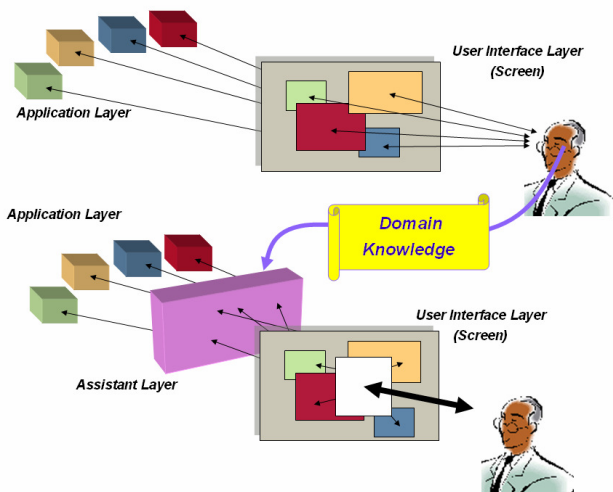 User Interface Layer
(Screen)
Application Layer
Application Layer
Domain
Knowledge
User Interface Layer
(Screen)
Assistant Layer